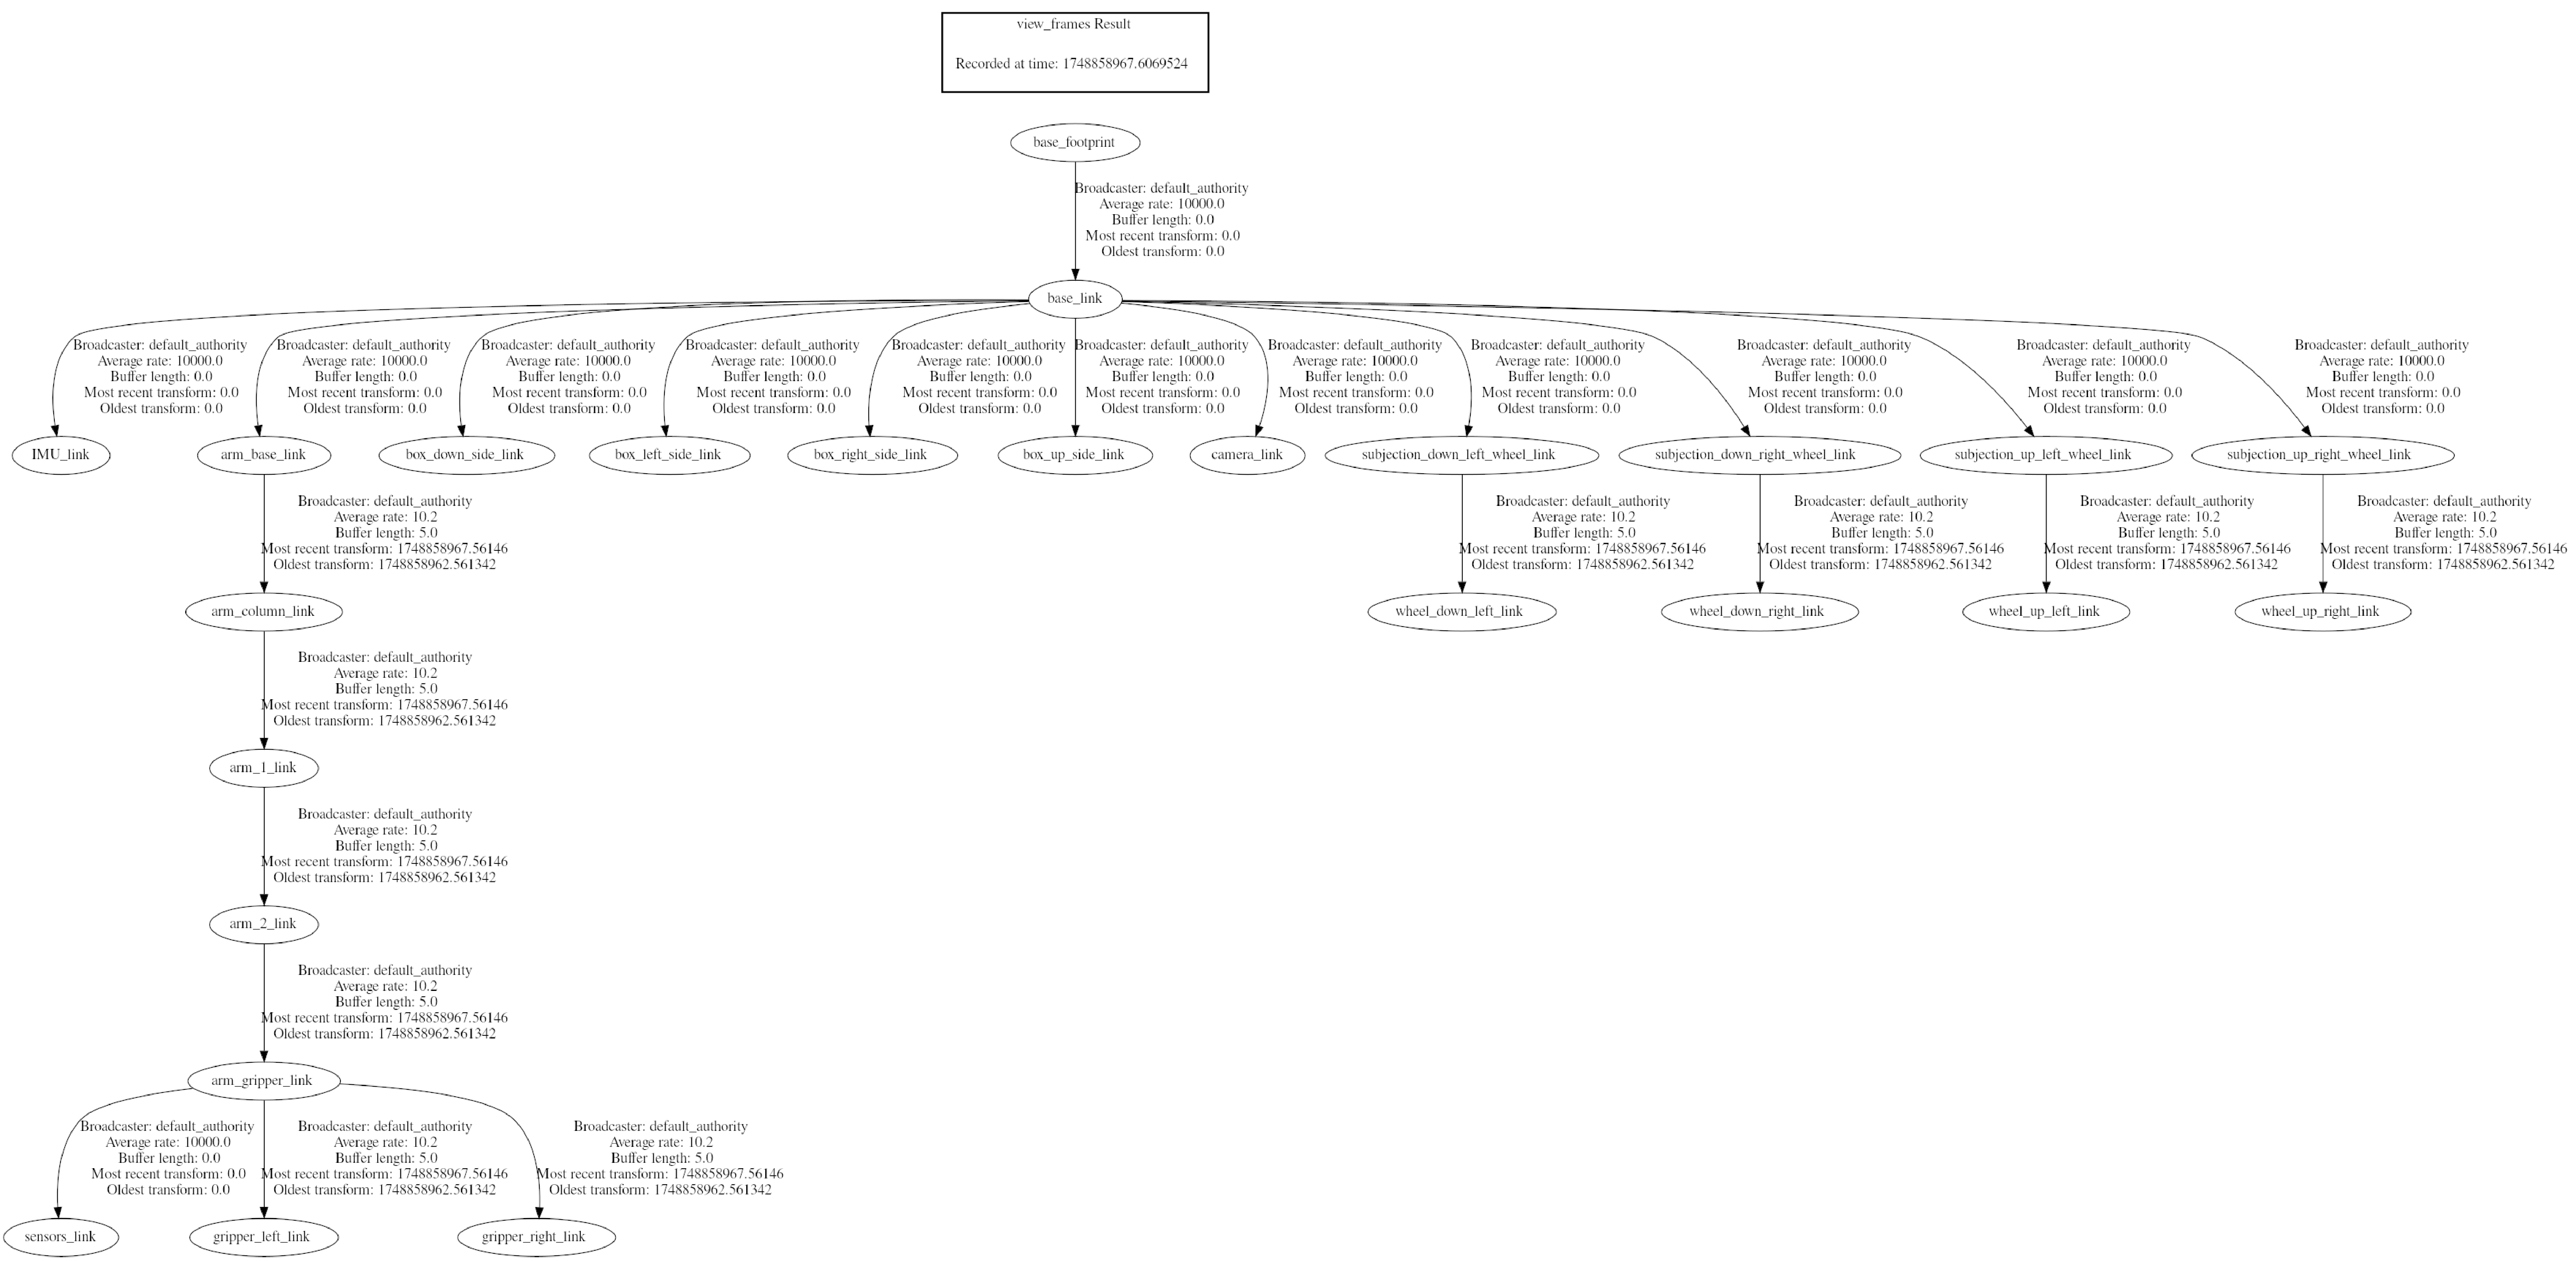 view_frames Result
Recorded at time: 1748858967.6069524
base_footprint
Broadcaster: default_authority
Average rate: 10000.0
Buffer length: 0.0
Most recent transform: 0.0
Oldest transform: 0.0
base_link
Broadcaster: default_authority
Average rate: 10000.0
Buffer length: 0.0
Most recent transform: 0.0
Oldest transform: 0.0
Broadcaster: default_authority
Average rate: 10000.0
Buffer length: 0.0
Most recent transform: 0.0
Oldest transform: 0.0
Broadcaster: default_authority
Average rate: 10000.0
Buffer length: 0.0
Most recent transform: 0.0
Oldest transform: 0.0
Broadcaster: default_authority
Average rate: 10000.0
Buffer length: 0.0
Most recent transform: 0.0
Oldest transform: 0.0
Broadcaster: default_authority
Average rate: 10000.0
Buffer length: 0.0
Most recent transform: 0.0
Oldest transform: 0.0
Broadcaster: default_authority
Average rate: 10000.0
Buffer length: 0.0
Most recent transform: 0.0
Oldest transform: 0.0
Broadcaster: default_authority
Average rate: 10000.0
Buffer length: 0.0
Most recent transform: 0.0
Oldest transform: 0.0
Broadcaster: default_authority
Average rate: 10000.0
Buffer length: 0.0
Most recent transform: 0.0
Oldest transform: 0.0
Broadcaster: default_authority
Average rate: 10000.0
Buffer length: 0.0
Most recent transform: 0.0
Oldest transform: 0.0
Broadcaster: default_authority
Average rate: 10000.0
Buffer length: 0.0
Most recent transform: 0.0
Oldest transform: 0.0
Broadcaster: default_authority
Average rate: 10000.0
Buffer length: 0.0
Most recent transform: 0.0
Oldest transform: 0.0
IMU_link
arm_base_link
box_down_side_link
box_left_side_link
box_right_side_link
box_up_side_link
camera_link
subjection_down_left_wheel_link
subjection_down_right_wheel_link
subjection_up_left_wheel_link
subjection_up_right_wheel_link
Broadcaster: default_authority
Average rate: 10.2
Buffer length: 5.0
Most recent transform: 1748858967.56146
Oldest transform: 1748858962.561342
Broadcaster: default_authority
Average rate: 10.2
Buffer length: 5.0
Most recent transform: 1748858967.56146
Oldest transform: 1748858962.561342
Broadcaster: default_authority
Average rate: 10.2
Buffer length: 5.0
Most recent transform: 1748858967.56146
Oldest transform: 1748858962.561342
Broadcaster: default_authority
Average rate: 10.2
Buffer length: 5.0
Most recent transform: 1748858967.56146
Oldest transform: 1748858962.561342
Broadcaster: default_authority
Average rate: 10.2
Buffer length: 5.0
Most recent transform: 1748858967.56146
Oldest transform: 1748858962.561342
arm_column_link
wheel_down_left_link
wheel_down_right_link
wheel_up_left_link
wheel_up_right_link
Broadcaster: default_authority
Average rate: 10.2
Buffer length: 5.0
Most recent transform: 1748858967.56146
Oldest transform: 1748858962.561342
arm_1_link
Broadcaster: default_authority
Average rate: 10.2
Buffer length: 5.0
Most recent transform: 1748858967.56146
Oldest transform: 1748858962.561342
arm_2_link
Broadcaster: default_authority
Average rate: 10.2
Buffer length: 5.0
Most recent transform: 1748858967.56146
Oldest transform: 1748858962.561342
arm_gripper_link
Broadcaster: default_authority
Average rate: 10000.0
Buffer length: 0.0
Most recent transform: 0.0
Oldest transform: 0.0
Broadcaster: default_authority
Average rate: 10.2
Buffer length: 5.0
Most recent transform: 1748858967.56146
Oldest transform: 1748858962.561342
Broadcaster: default_authority
Average rate: 10.2
Buffer length: 5.0
Most recent transform: 1748858967.56146
Oldest transform: 1748858962.561342
sensors_link
gripper_left_link
gripper_right_link